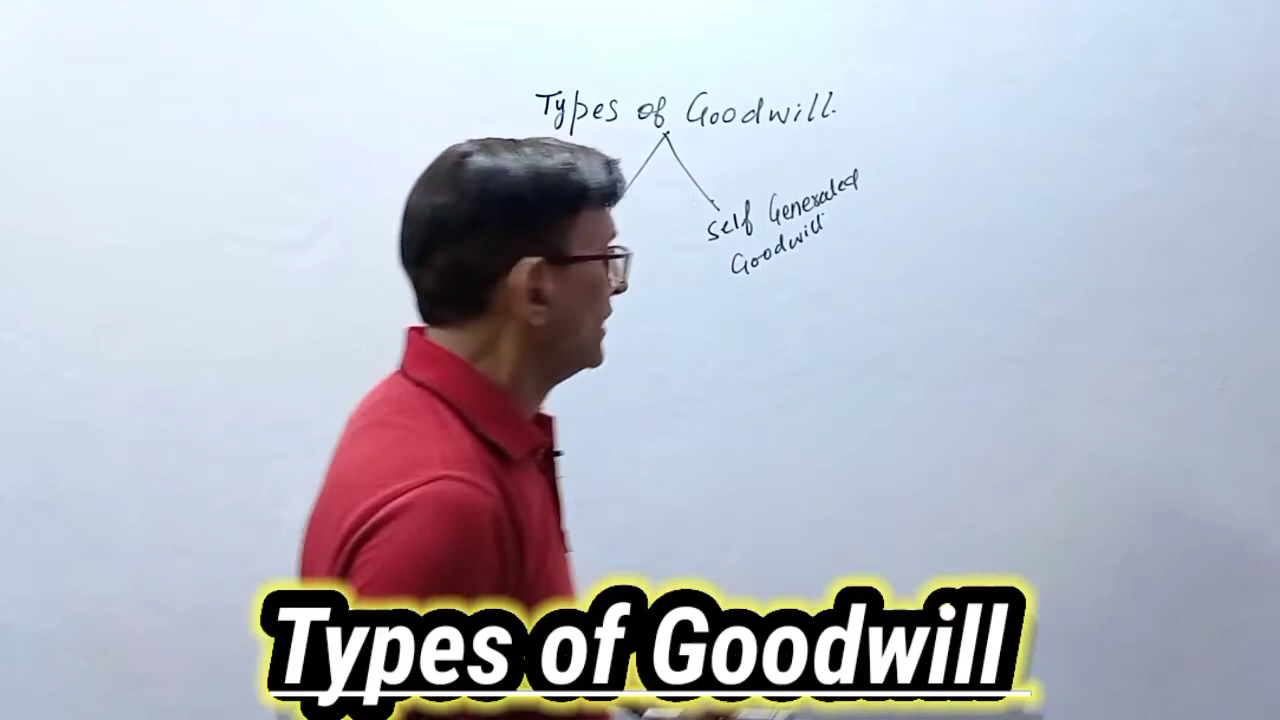 Types of Goodwill.
Self Generated
Goodwill
Types of Goodwill